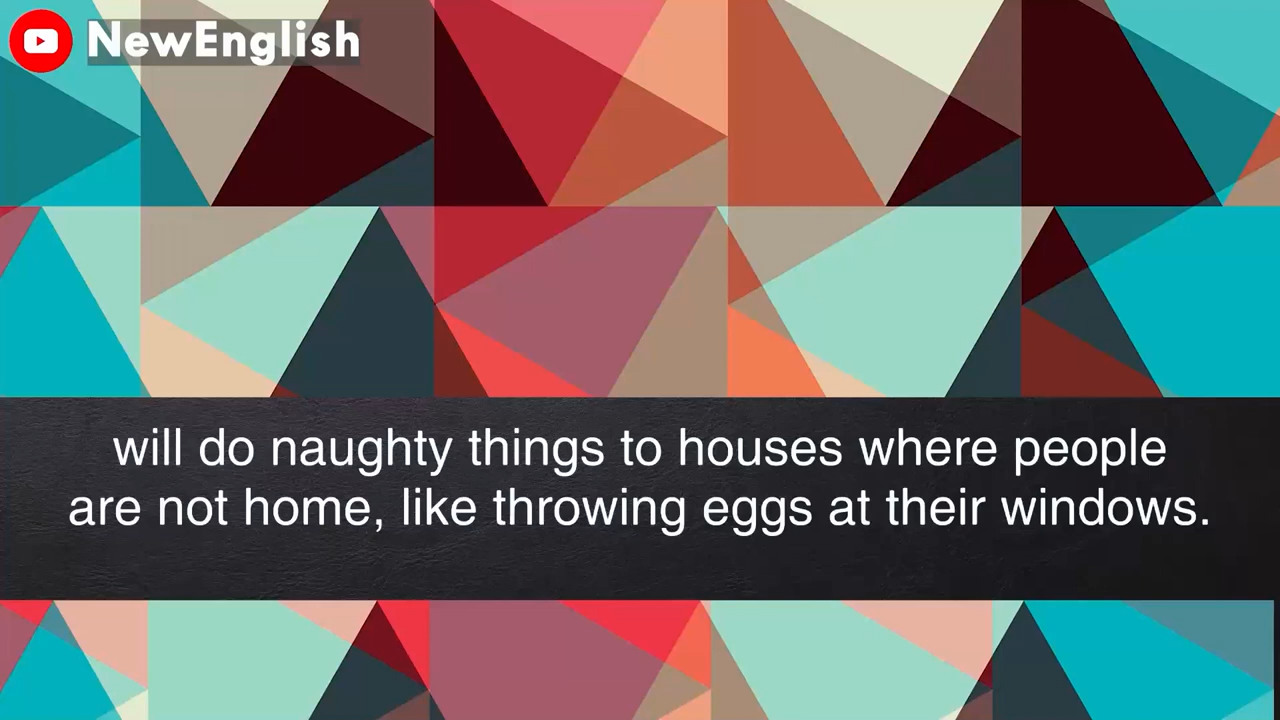 NewEnglish
will do naughty things to houses where people
are not home, like throwing eggs at their windows.